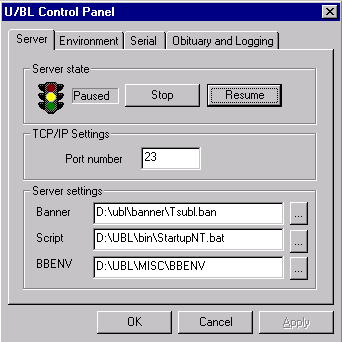 U/BL Control Panel
Server Environment Serial Obituary and Logging
Server state
Paused Stop Resume
TCP/IP Settings
Port number 23
Server settings
Banner D:\ubl\banner\Tsubl.ban ...
Script D:\UBL\bin\StartupNT.bat ...
BBENV D:\UBL\MISC\BBENV ...
OK Cancel Apply